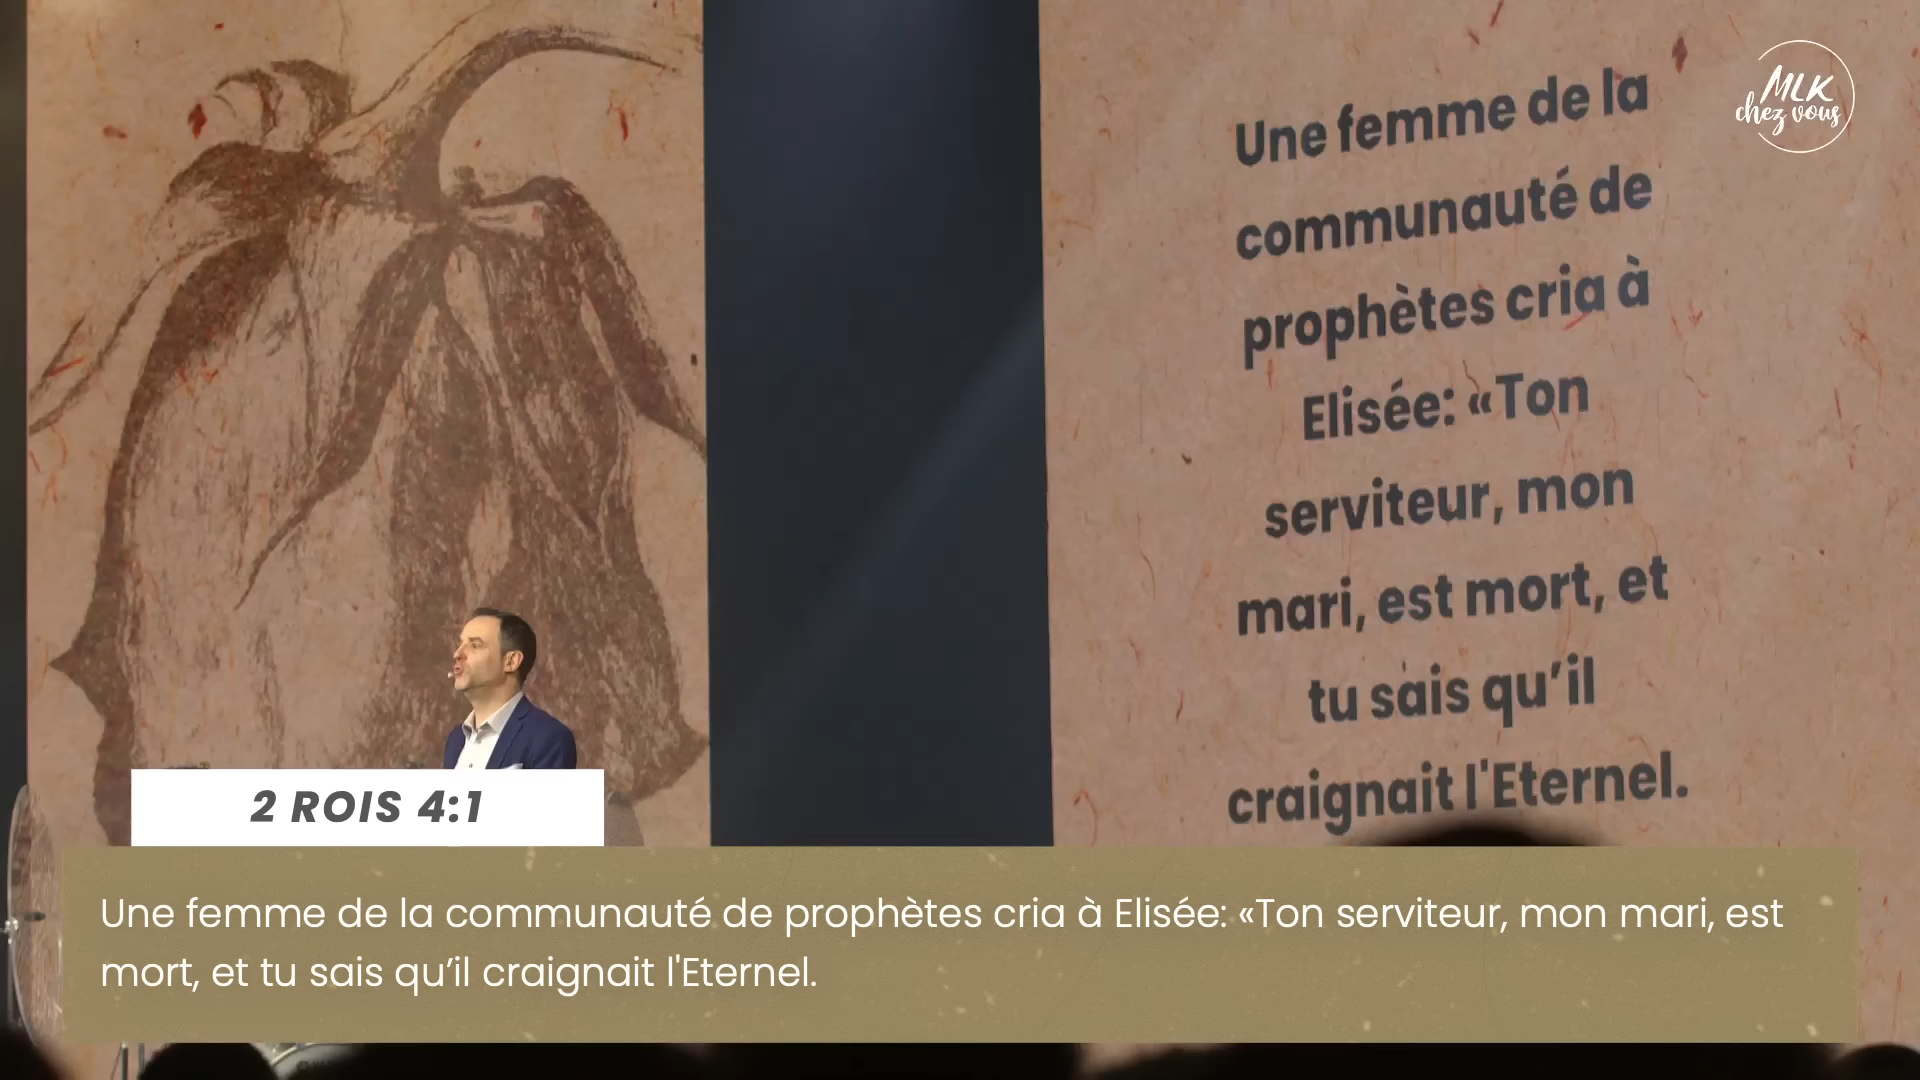 MLK
chez vous
Une femme de la
communauté de
prophètes cria à
Elisée: «Ton
serviteur, mon
mari, est mort, et
tu sais qu’il
craignait l'Eternel.
2 ROIS 4:1
Une femme de la communauté de prophètes cria à Elisée: «Ton serviteur, mon mari, est
mort, et tu sais qu’il craignait l'Eternel.